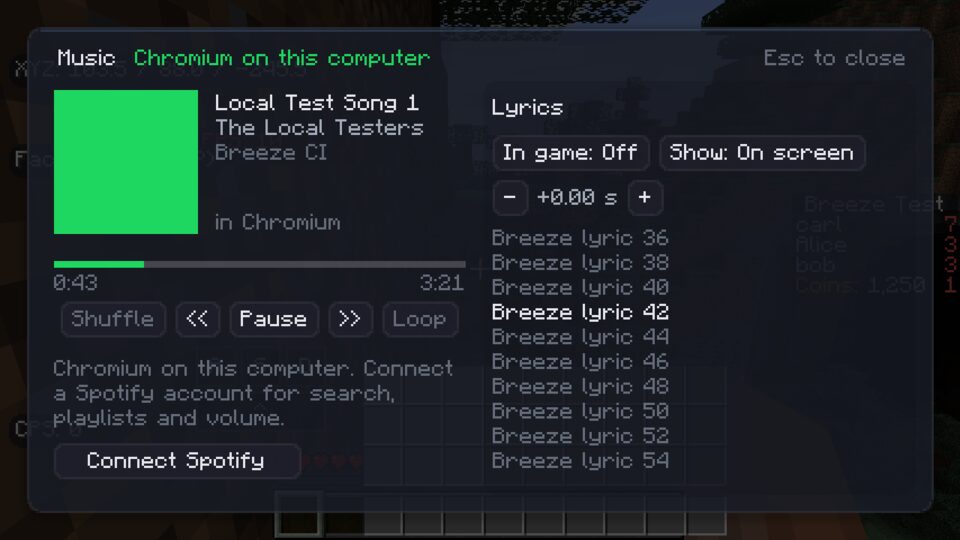 Music Chromium on this computer
Esc to close
Local Test Song 1
The Local Testers
Breeze CI
in Chromium
0:43
3:21
Shuffle << Pause >> Loop
Chromium on this computer. Connect
a Spotify account for search,
playlists and volume.
Connect Spotify
Lyrics
In game: Off Show: On screen
- +0.00 s +
Breeze lyric 36
Breeze lyric 38
Breeze lyric 40
Breeze lyric 42
Breeze lyric 44
Breeze lyric 46
Breeze lyric 48
Breeze lyric 50
Breeze lyric 52
Breeze lyric 54
Breeze Test
carl 7
Alice 3
bob 3
Coins: 1,250 1